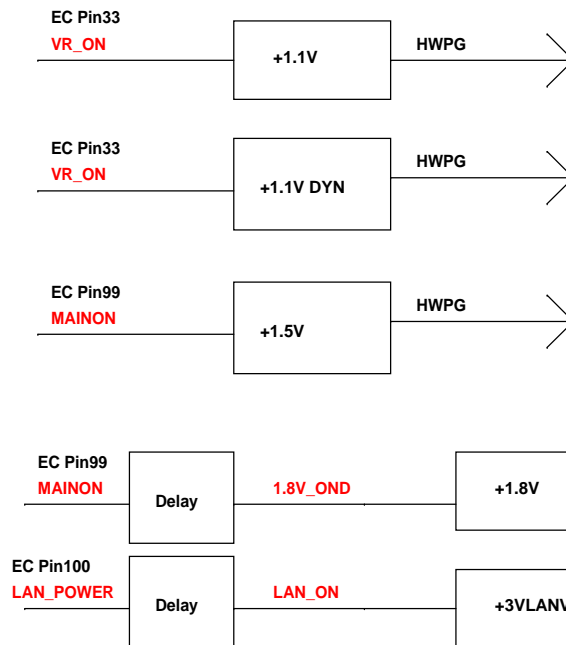 EC Pin33
VR_ON
+1.1V
HWPG
EC Pin33
VR_ON
+1.1V DYN
HWPG
EC Pin99
MAINON
+1.5V
HWPG
EC Pin99
MAINON
Delay
1.8V_OND
+1.8V
EC Pin100
LAN_POWER
Delay
LAN_ON
+3VLANV